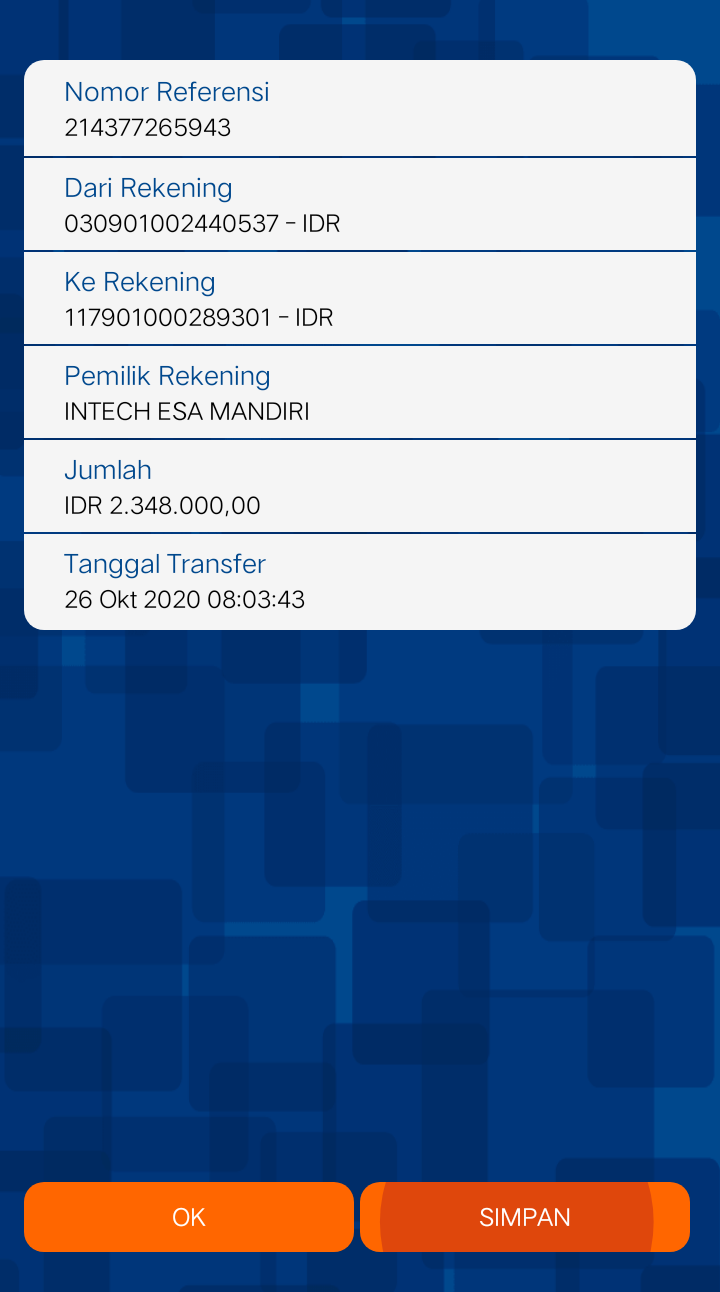 Nomor Referensi
214377265943
Dari Rekening
030901002440537 - IDR
Ke Rekening
117901000289301 - IDR
Pemilik Rekening
INTECH ESA MANDIRI
Jumlah
IDR 2.348.000,00
Tanggal Transfer
26 Okt 2020 08:03:43
OK
SIMPAN